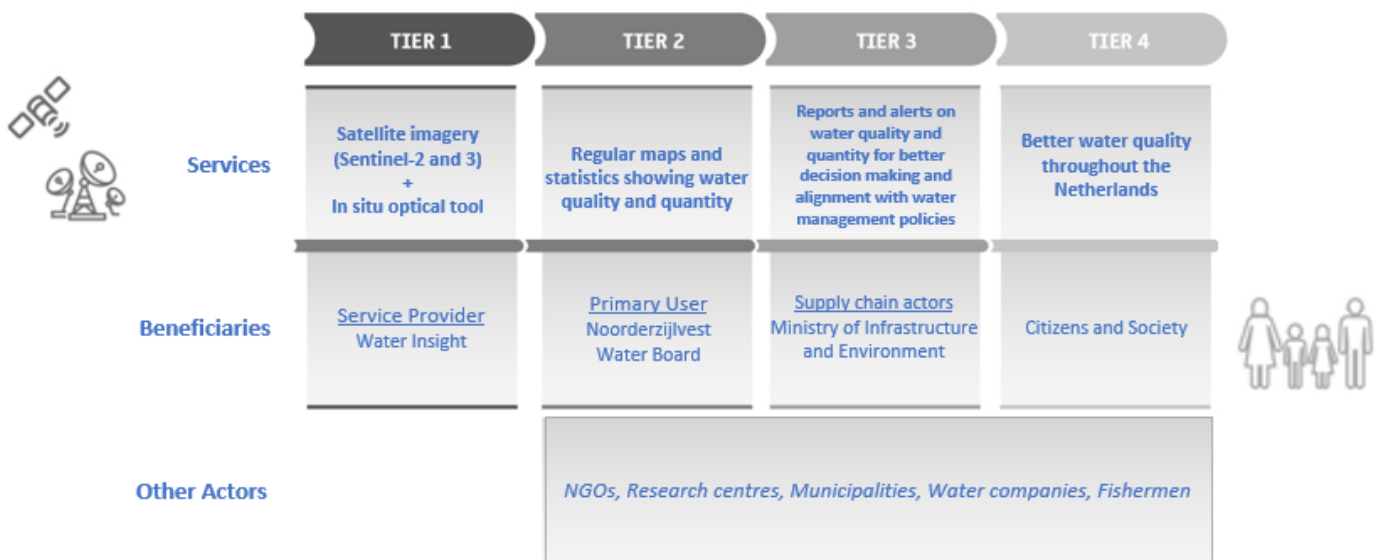 TIER 1
TIER 2
TIER 3
TIER 4
Services
Satellite imagery
(Sentinel-2 and 3)
+
In situ optical tool
Regular maps and
statistics showing water
quality and quantity
Reports and alerts on
water quality and
quantity for better
decision making and
alignment with water
management policies
Better water quality
throughout the
Netherlands
Beneficiaries
Service Provider
Water Insight
Primary User
Noorderzijlvest
Water Board
Supply chain actors
Ministry of Infrastructure
and Environment
Citizens and Society
Other Actors
NGOs, Research centres, Municipalities, Water companies, Fishermen